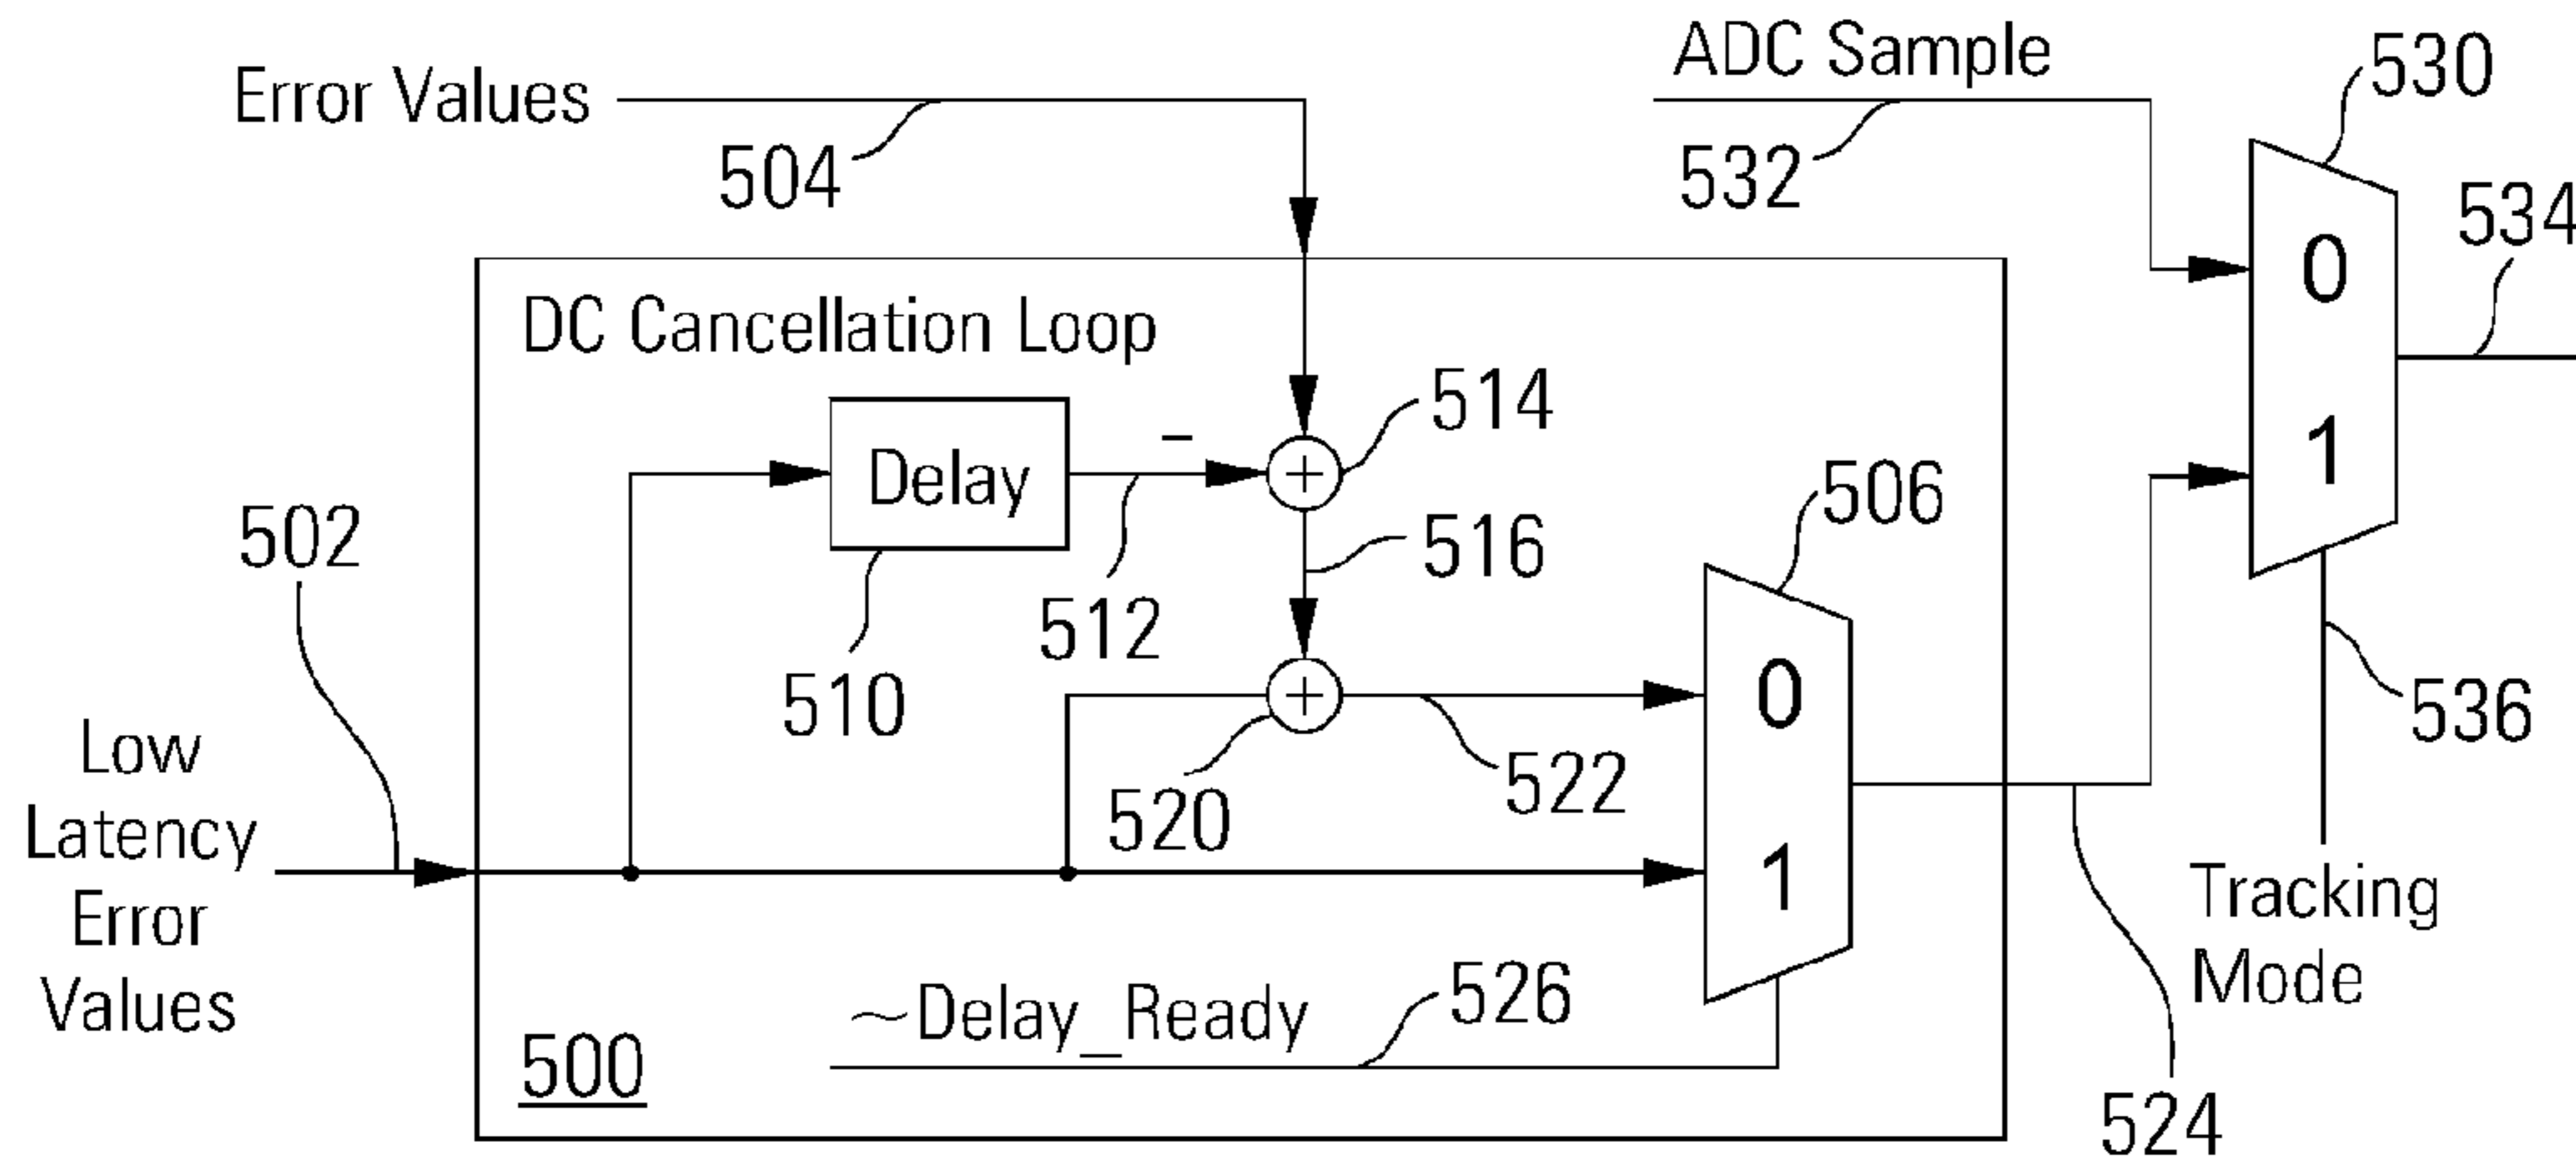 Error Values
504
ADC Sample
532
530
534
DC Cancellation Loop
Delay
–
+
514
512
516
510
506
0
1
502
+
520
522
0
1
536
Low
Latency
Error
Values
~Delay_Ready
526
Tracking
Mode
500
524